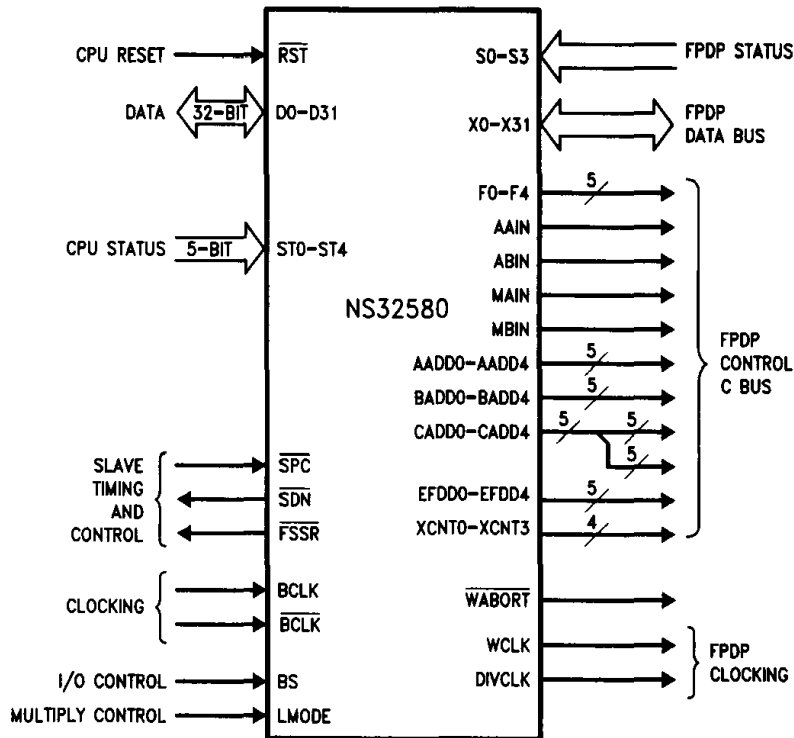 CPU RESET
RST
S0-S3
FPDP STATUS
DATA
32-BIT
D0-D31
X0-X31
FPDP
DATA BUS
F0-F4
5
AAIN
CPU STATUS
5-BIT
ST0-ST4
ABIN
MAIN
NS32580
MBIN
AADD0-AADD4
5
BADD0-BADD4
5
CADD0-CADD4
5
5
5
FPDP
CONTROL
C BUS
SLAVE
TIMING
AND
CONTROL
SPC
SDN
FSSR
EFDD0-EFDD4
5
XCNT0-XCNT3
4
CLOCKING
BCLK
BCLK
WABORT
WCLK
DIVCLK
FPDP
CLOCKING
I/O CONTROL
BS
MULTIPLY CONTROL
LMODE